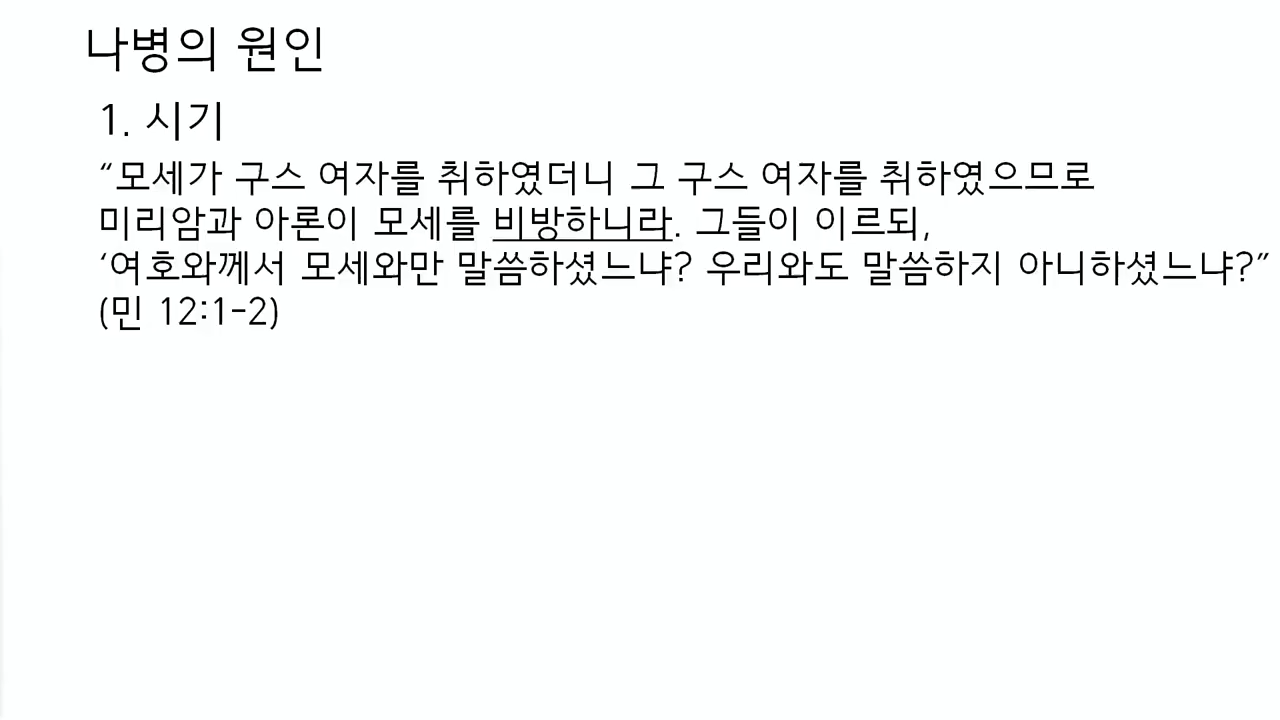 나병의 원인
1. 시기
“모세가 구스 여자를 취하였더니 그 구스 여자를 취하였으므로
미리암과 아론이 모세를 비방하니라. 그들이 이르되,
‘여호와께서 모세와만 말씀하셨느냐? 우리와도 말씀하지 아니하셨느냐?”
(민 12:1-2)